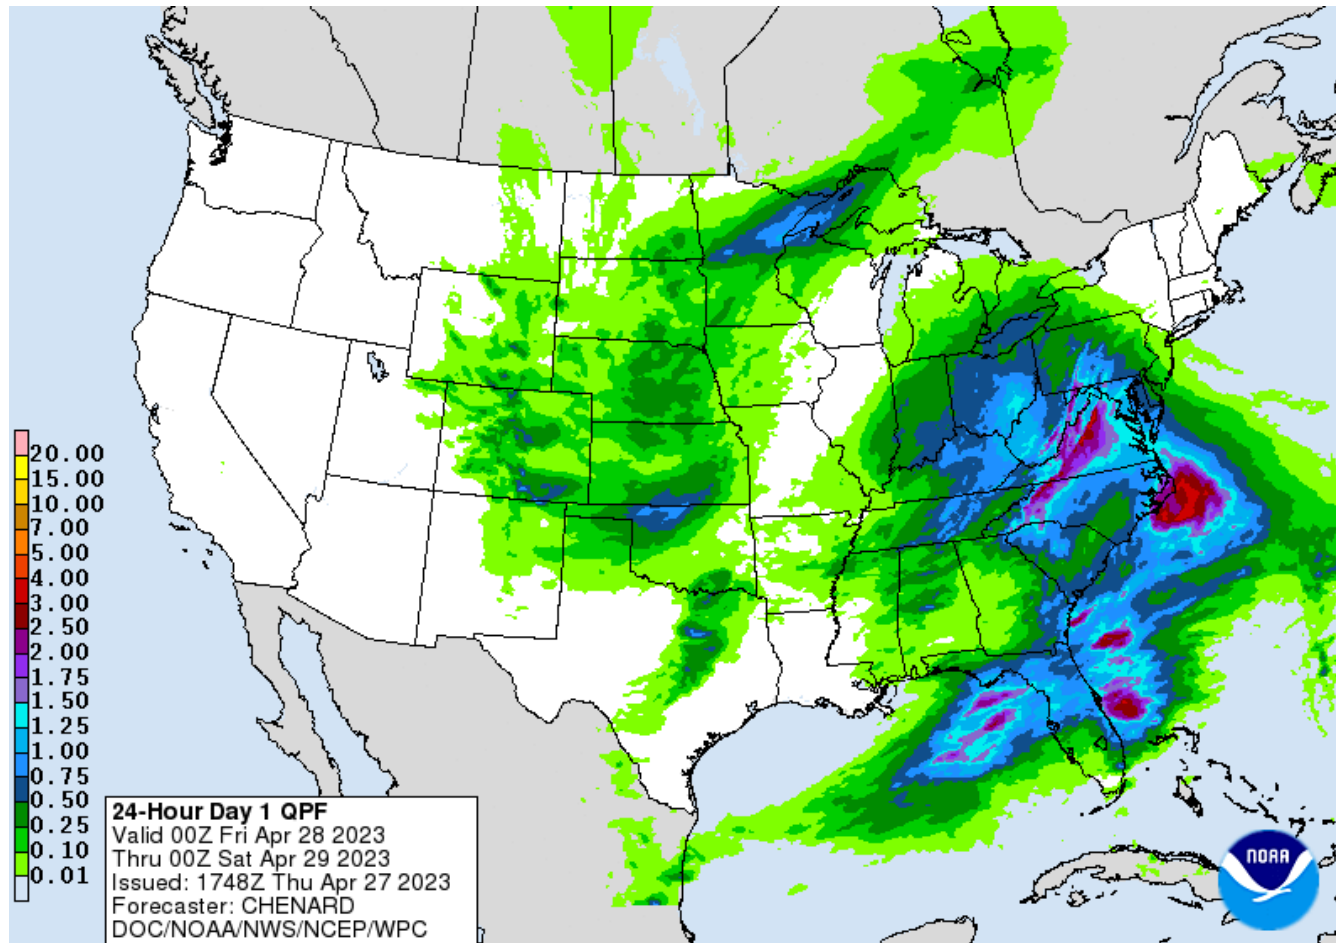 20.00
15.00
10.00
7.00
5.00
4.00
3.00
2.50
2.00
1.75
1.50
1.25
1.00
0.75
0.50
0.25
0.10
0.01
24-Hour Day 1 QPF
Valid 00Z Fri Apr 28 2023
Thru 00Z Sat Apr 29 2023
Issued: 1748Z Thu Apr 27 2023
Forecaster: CHENARD
DOC/NOAA/NWS/NCEP/WPC
NOAA